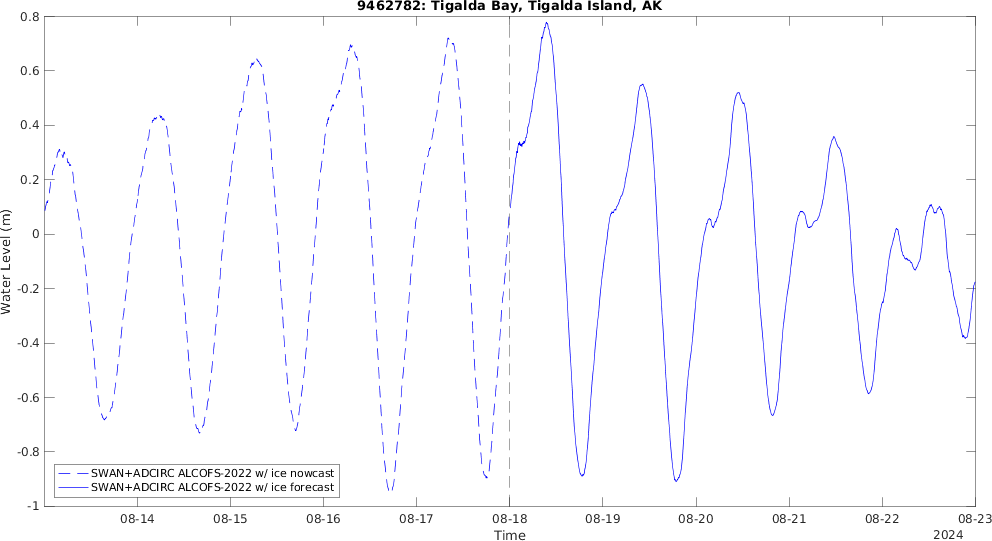 9462782: Tigalda Bay, Tigalda Island, AK
0.8
0.6
0.4
0.2
0
-0.2
-0.4
-0.6
-0.8
-1
Water Level (m)
SWAN+ADCIRC ALCOFS-2022 w/ ice nowcast
SWAN+ADCIRC ALCOFS-2022 w/ ice forecast
08-14 08-15 08-16 08-17 08-18 08-19 08-20 08-21 08-22 08-23
Time
2024